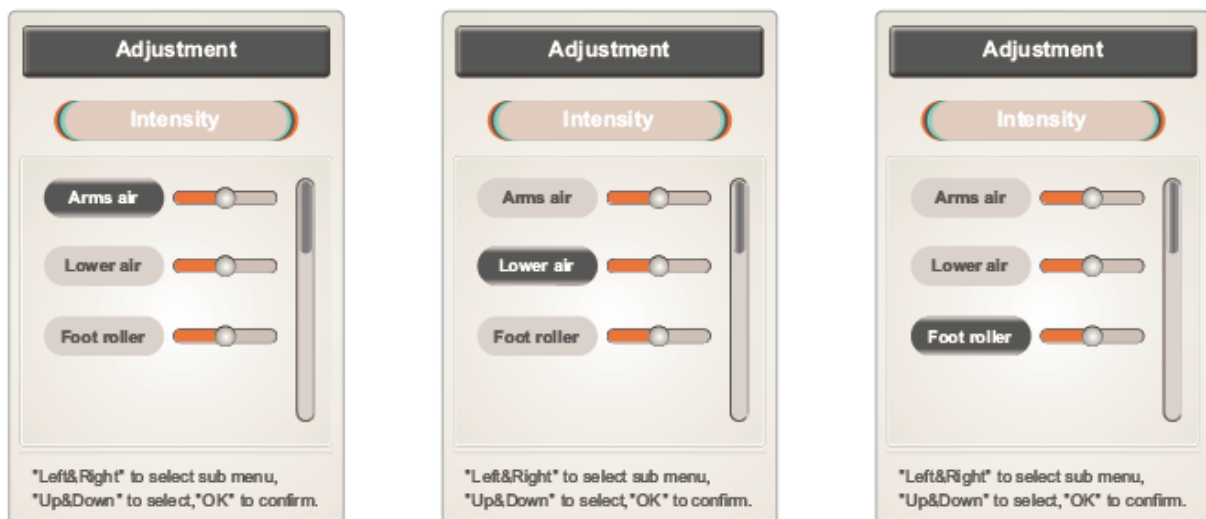 Adjustment
Intensity
Arms air
Lower air
Foot roller
"Left&Right" to select sub menu,
"Up&Down" to select,"OK" to confirm.
Adjustment
Intensity
Arms air
Lower air
Foot roller
"Left&Right" to select sub menu,
"Up&Down" to select,"OK" to confirm.
Adjustment
Intensity
Arms air
Lower air
Foot roller
"Left&Right" to select sub menu,
"Up&Down" to select,"OK" to confirm.